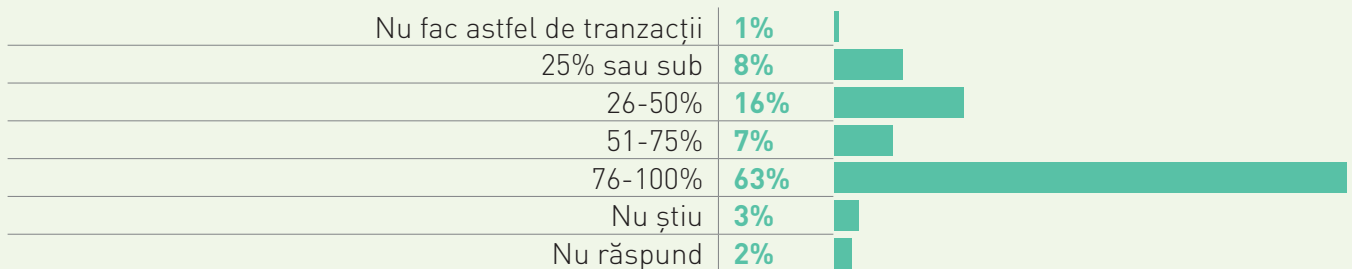 Nu fac astfel de tranzacții 1%
25% sau sub 8%
26-50% 16%
51-75% 7%
76-100% 63%
Nu știu 3%
Nu răspund 2%